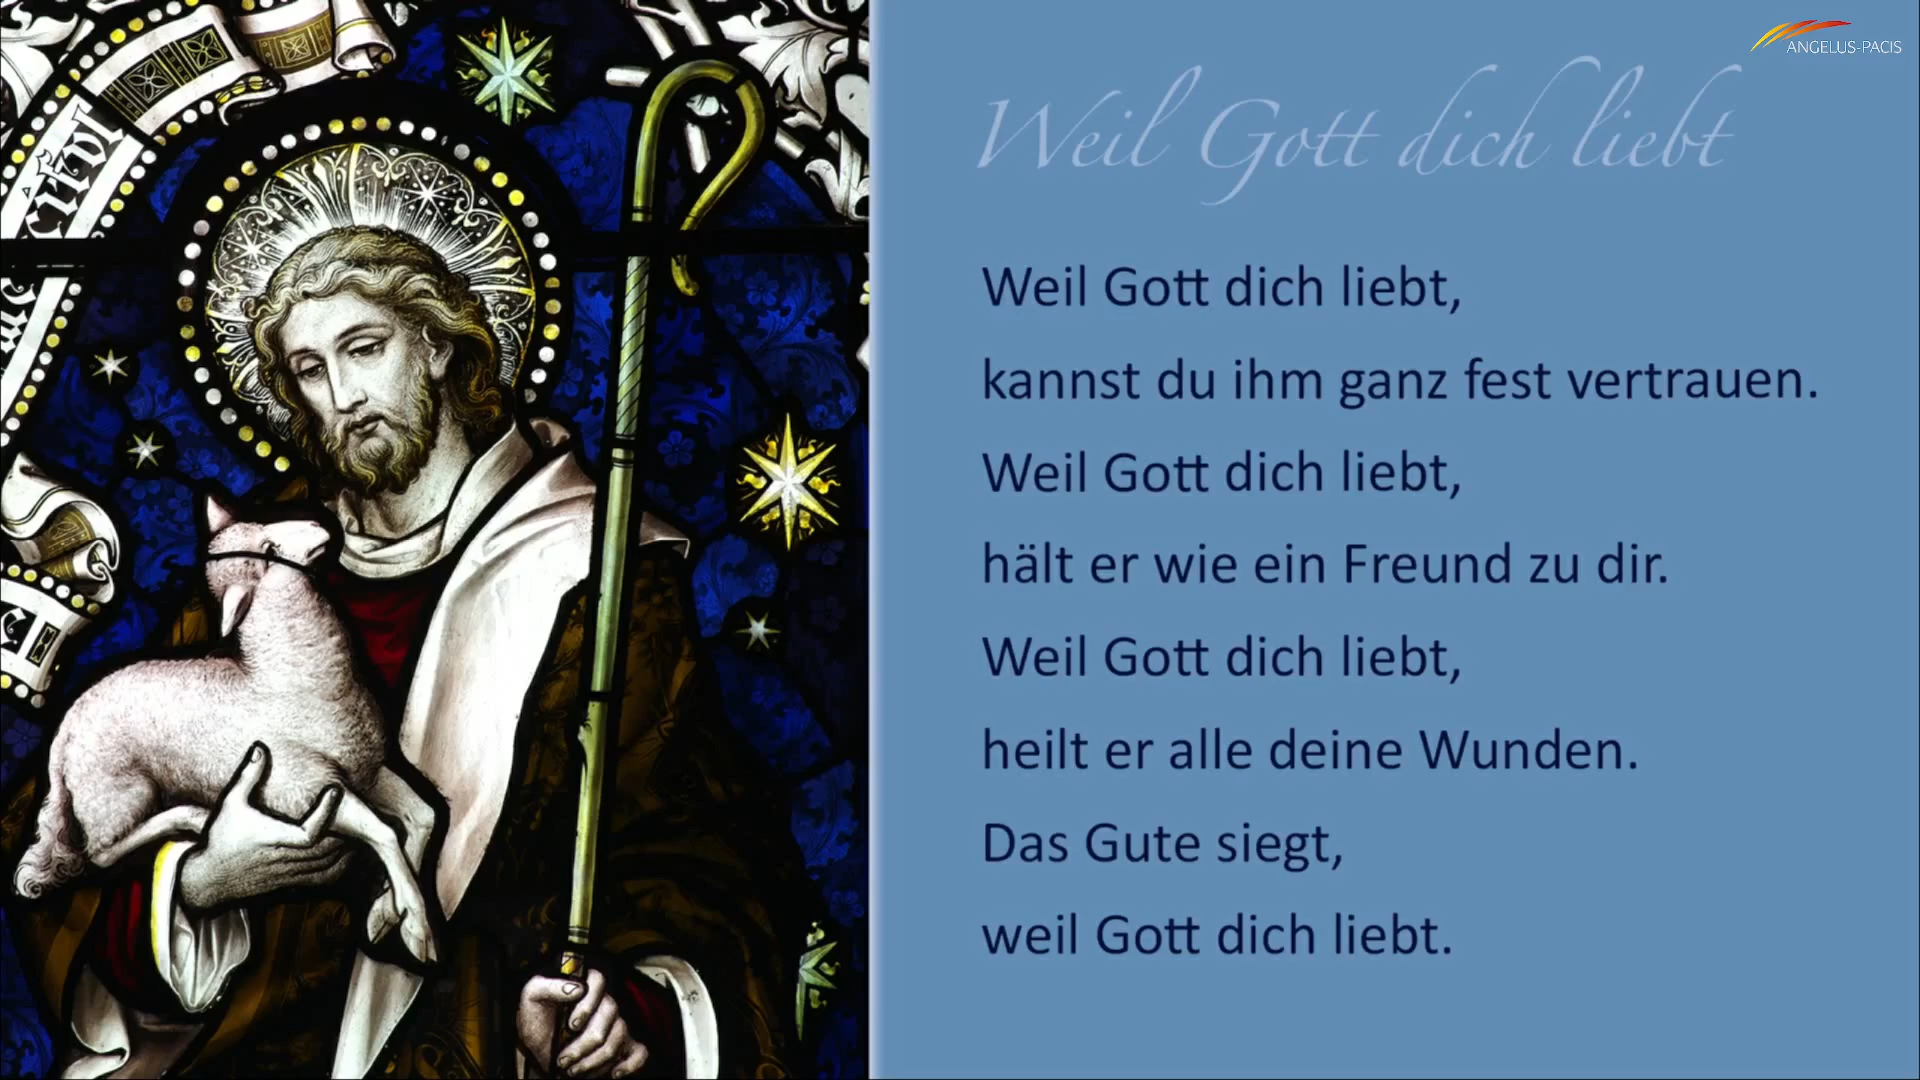 ANGELUS-PACIS
Weil Gott dich liebt
Weil Gott dich liebt,
kannst du ihm ganz fest vertrauen.
Weil Gott dich liebt,
hält er wie ein Freund zu dir.
Weil Gott dich liebt,
heilt er alle deine Wunden.
Das Gute siegt,
weil Gott dich liebt.